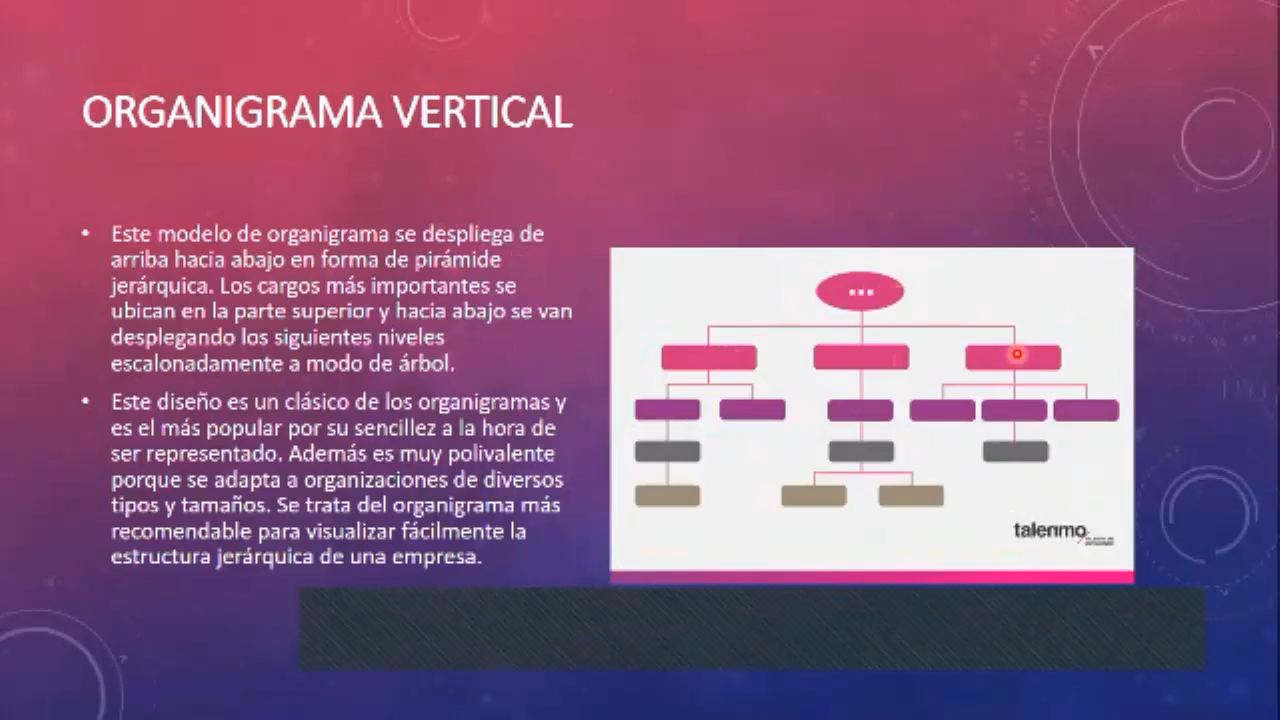 ORGANIGRAMA VERTICAL
• Este modelo de organigrama se despliega de
arriba hacia abajo en forma de pirámide
jerárquica. Los cargos más importantes se
ubican en la parte superior y hacia abajo se van
desplegando los siguientes niveles
escalonadamente a modo de árbol.
• Este diseño es un clásico de los organigramas y
es el más popular por su sencillez a la hora de
ser representado. Además es muy polivalente
porque se adapta a organizaciones de diversos
tipos y tamaños. Se trata del organigrama más
recomendable para visualizar fácilmente la
estructura jerárquica de una empresa.
...